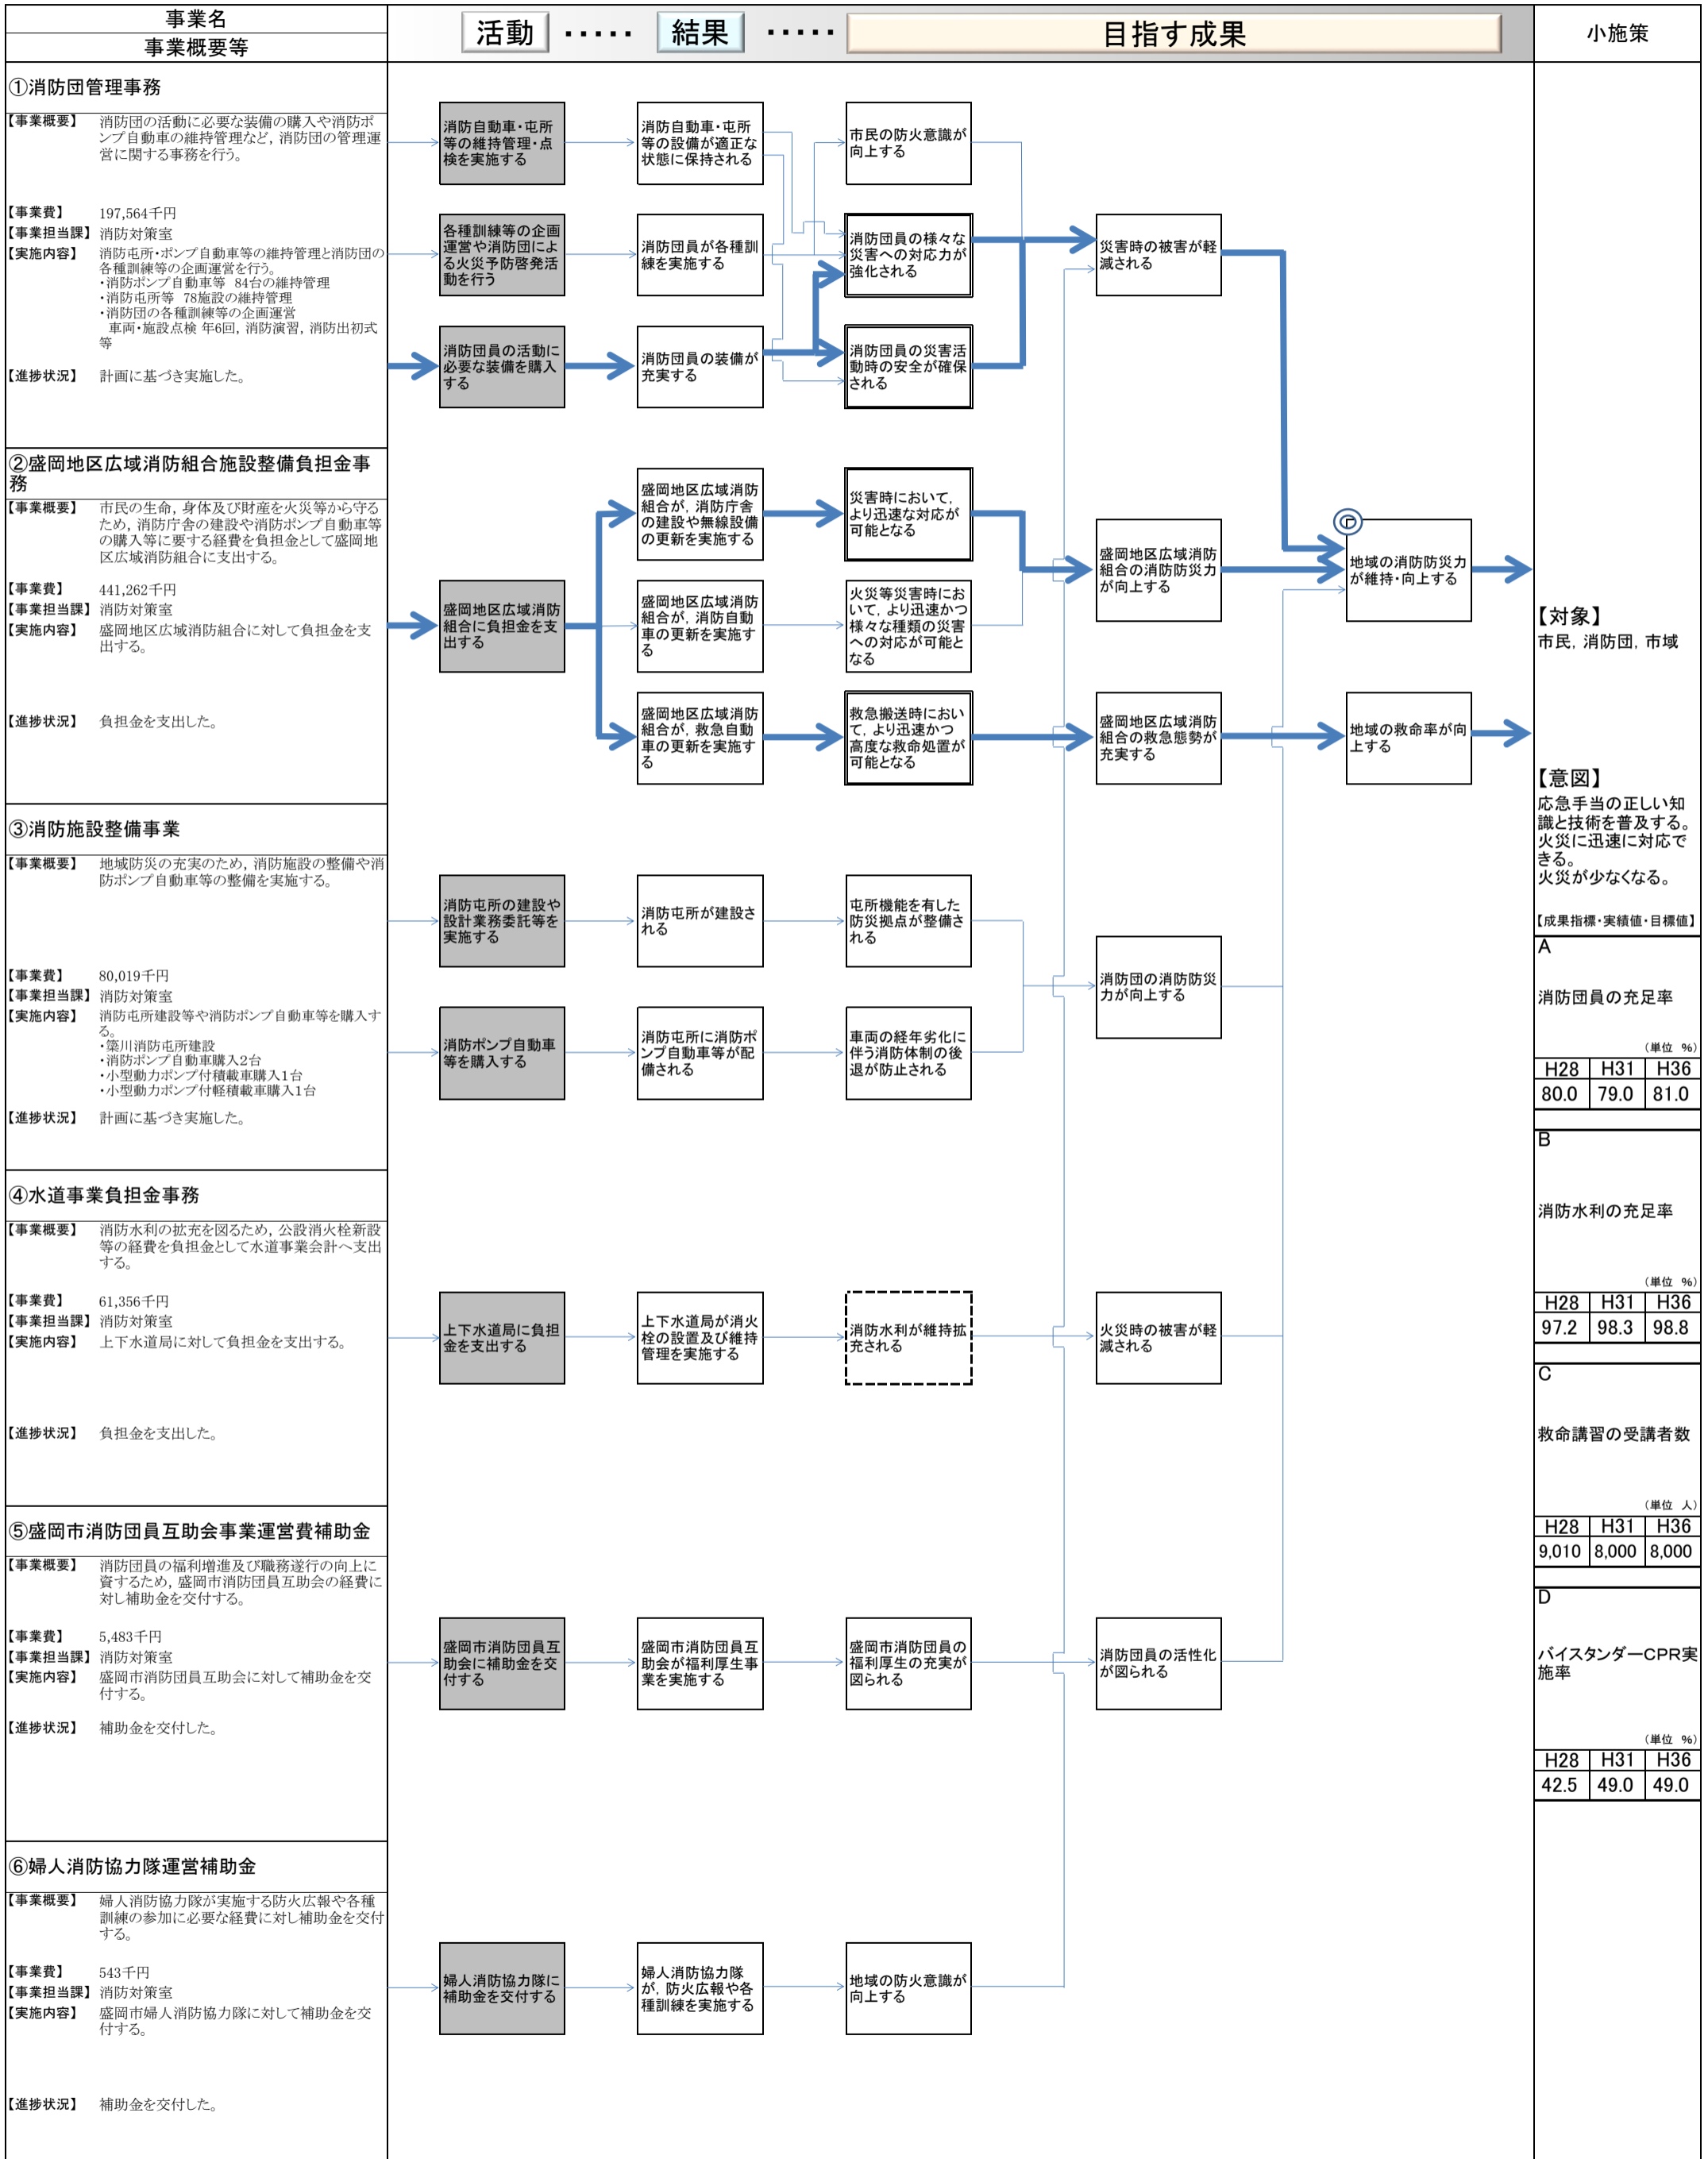 事業名
事業概要等
活動 ‥‥‥ 結果 ‥‥‥ 目指す成果
小施策
①消防団管理事務
【事業概要】 消防団の活動に必要な装備の購入や消防ポ
ンプ自動車の維持管理など，消防団の管理運
営に関する事務を行う。
【事業費】 197,564千円
【事業担当課】 消防対策室
【実施内容】 消防屯所・ポンプ自動車等の維持管理と消防団の
各種訓練等の企画運営を行う。
・消防ポンプ自動車等 84台の維持管理
・消防屯所等 78施設の維持管理
・消防団の各種訓練等の企画運営
車両・施設点検 年6回，消防演習，消防出初式
等
【進捗状況】 計画に基づき実施した。
消防自動車・屯所
等の維持管理・点
検を実施する
消防自動車・屯所
等の設備が適正な
状態に保持される
市民の防火意識が
向上する
各種訓練等の企画
運営や消防団によ
る火災予防啓発活
動を行う
消防団員が各種訓
練を実施する
消防団員の様々な
災害への対応力が
強化される
災害時の被害が軽
減される
消防団員の活動に
必要な装備を購入
する
消防団員の装備が
充実する
消防団員の災害活
動時の安全が確保
される
②盛岡地区広域消防組合施設整備負担金事
務
【事業概要】 市民の生命，身体及び財産を火災等から守る
ため，消防庁舎の建設や消防ポンプ自動車等
の購入等に要する経費を負担金として盛岡地
区広域消防組合に支出する。
【事業費】 441,262千円
【事業担当課】 消防対策室
【実施内容】 盛岡地区広域消防組合に対して負担金を支
出する。
【進捗状況】 負担金を支出した。
盛岡地区広域消防
組合に負担金を支
出する
盛岡地区広域消防
組合が，消防庁舎
の建設や無線設備
の更新を実施する
災害時において，
より迅速な対応が
可能となる
盛岡地区広域消防
組合が，消防自動
車の更新を実施す
る
火災等災害時にお
いて，より迅速かつ
様々な種類の災害
への対応が可能と
なる
盛岡地区広域消防
組合の消防防災力
が向上する
◎
地域の消防防災力
が維持・向上する
盛岡地区広域消防
組合が，救急自動
車の更新を実施す
る
救急搬送時におい
て，より迅速かつ
高度な救命処置が
可能となる
盛岡地区広域消防
組合の救急態勢が
充実する
地域の救命率が向
上する
③消防施設整備事業
【事業概要】 地域防災の充実のため，消防施設の整備や消
防ポンプ自動車等の整備を実施する。
【事業費】 80,019千円
【事業担当課】 消防対策室
【実施内容】 消防屯所建設等や消防ポンプ自動車等を購入す
る。
・簗川消防屯所建設
・消防ポンプ自動車購入2台
・小型動力ポンプ付積載車購入1台
・小型動力ポンプ付軽積載車購入1台
【進捗状況】 計画に基づき実施した。
消防屯所の建設や
設計業務委託等を
実施する
消防屯所が建設さ
れる
屯所機能を有した
防災拠点が整備さ
れる
消防ポンプ自動車
等を購入する
消防屯所に消防ポ
ンプ自動車等が配
備される
車両の経年劣化に
伴う消防体制の後
退が防止される
消防団の消防防災
力が向上する
④水道事業負担金事務
【事業概要】 消防水利の拡充を図るため，公設消火栓新設
等の経費を負担金として水道事業会計へ支出
する。
【事業費】 61,356千円
【事業担当課】 消防対策室
【実施内容】 上下水道局に対して負担金を支出する。
【進捗状況】 負担金を支出した。
上下水道局に負担
金を支出する
上下水道局が消火
栓の設置及び維持
管理を実施する
消防水利が維持拡
充される
火災時の被害が軽
減される
⑤盛岡市消防団員互助会事業運営費補助金
【事業概要】 消防団員の福利増進及び職務遂行の向上に
資するため，盛岡市消防団員互助会の経費に
対し補助金を交付する。
【事業費】 5,483千円
【事業担当課】 消防対策室
【実施内容】 盛岡市消防団員互助会に対して補助金を交
付する。
【進捗状況】 補助金を交付した。
盛岡市消防団員互
助会に補助金を交
付する
盛岡市消防団員互
助会が福利厚生事
業を実施する
盛岡市消防団員の
福利厚生の充実が
図られる
消防団員の活性化
が図られる
⑥婦人消防協力隊運営補助金
【事業概要】 婦人消防協力隊が実施する防火広報や各種
訓練の参加に必要な経費に対し補助金を交付
する。
【事業費】 543千円
【事業担当課】 消防対策室
【実施内容】 盛岡市婦人消防協力隊に対して補助金を交
付する。
【進捗状況】 補助金を交付した。
婦人消防協力隊に
補助金を交付する
婦人消防協力隊
が，防火広報や各
種訓練を実施する
地域の防火意識が
向上する
【対象】
市民，消防団，市域
【意図】
応急手当の正しい知
識と技術を普及する。
火災に迅速に対応で
きる。
火災が少なくなる。
【成果指標・実績値・目標値】
A
消防団員の充足率
（単位 %）
H28 H31 H36
80.0 79.0 81.0
B
消防水利の充足率
（単位 %）
H28 H31 H36
97.2 98.3 98.8
C
救命講習の受講者数
（単位 人）
H28 H31 H36
9,010 8,000 8,000
D
バイスタンダーCPR実
施率
（単位 %）
H28 H31 H36
42.5 49.0 49.0